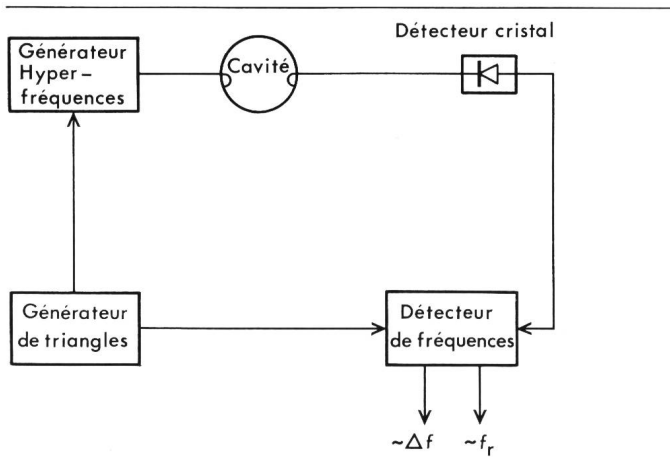 Générateur
Hyper–
fréquences
Cavité
Détecteur cristal
Générateur
de triangles
Détecteur
de fréquences
~Δf
~fr